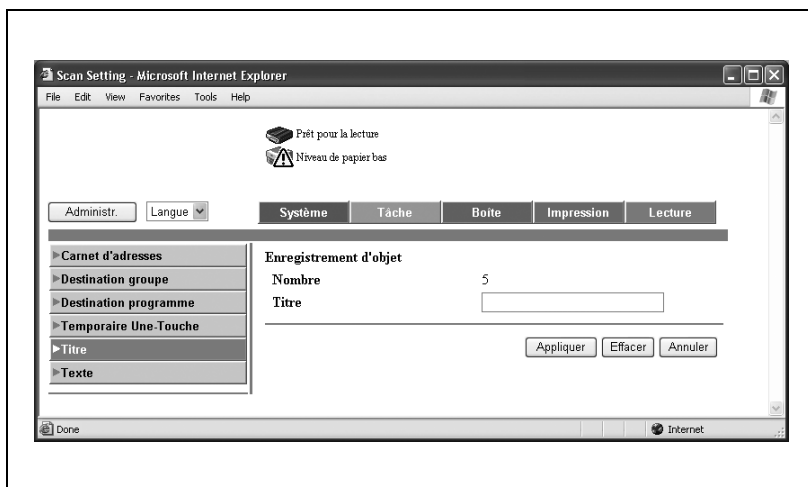 Scan Setting - Microsoft Internet Explorer
File Edit View Favorites Tools Help
Prêt pour la lecture
Niveau de papier bas
Administr. Langue Système Tâche Boîte Impression Lecture
Carnet d'adresses
Destination groupe
Destination programme
Temporaire Une-Touche
Titre
Texte
Enregistrement d'objet
Nombre 5
Titre
Appliquer Effacer Annuler
Done Internet